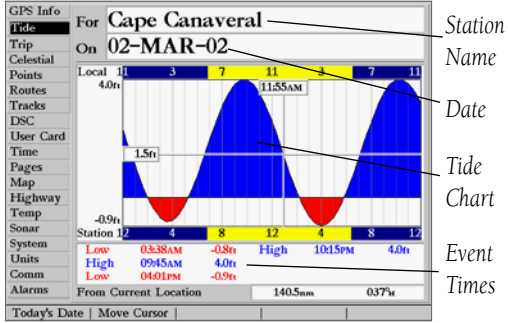 GPS Info
Tide
Trip
Celestial
Points
Routes
Tracks
DSC
User Card
Time
Pages
Map
Highway
Temp
Sonar
System
Units
Comm
Alarms
For Cape Canaveral
On 02-MAR-02
Local 11 3 7 11 3 7 11
4.0ft
11:55AM
1.5ft
-0.9ft
Station 12 4 8 12 4 8 12
Low 03:38AM -0.8ft High 10:15PM 4.0ft
High 09:45AM 4.0ft
Low 04:01PM -0.9ft
From Current Location 140.5nm 037°M
Today's Date | Move Cursor |
Station
Name
Date
Tide
Chart
Event
Times